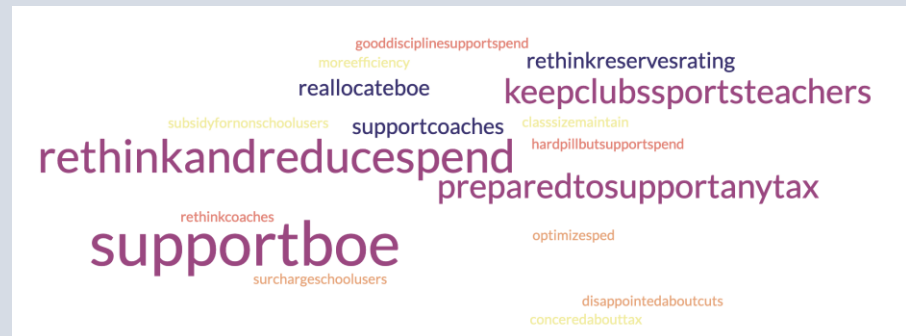 gooddisciplinesupportspend
moreefficiency
rethinkreservesrating
reallocateboe
keepclubssportsteachers
subsidyfornonschoolusers
supportcoaches
classsizemaintain
rethinkandreducespend
hardpillbutsupportspend
preparedtosupportanytax
rethinkcoaches
supportboe
optimizesped
surchargeschoolusers
disappointedaboutcuts
conceredabouttax